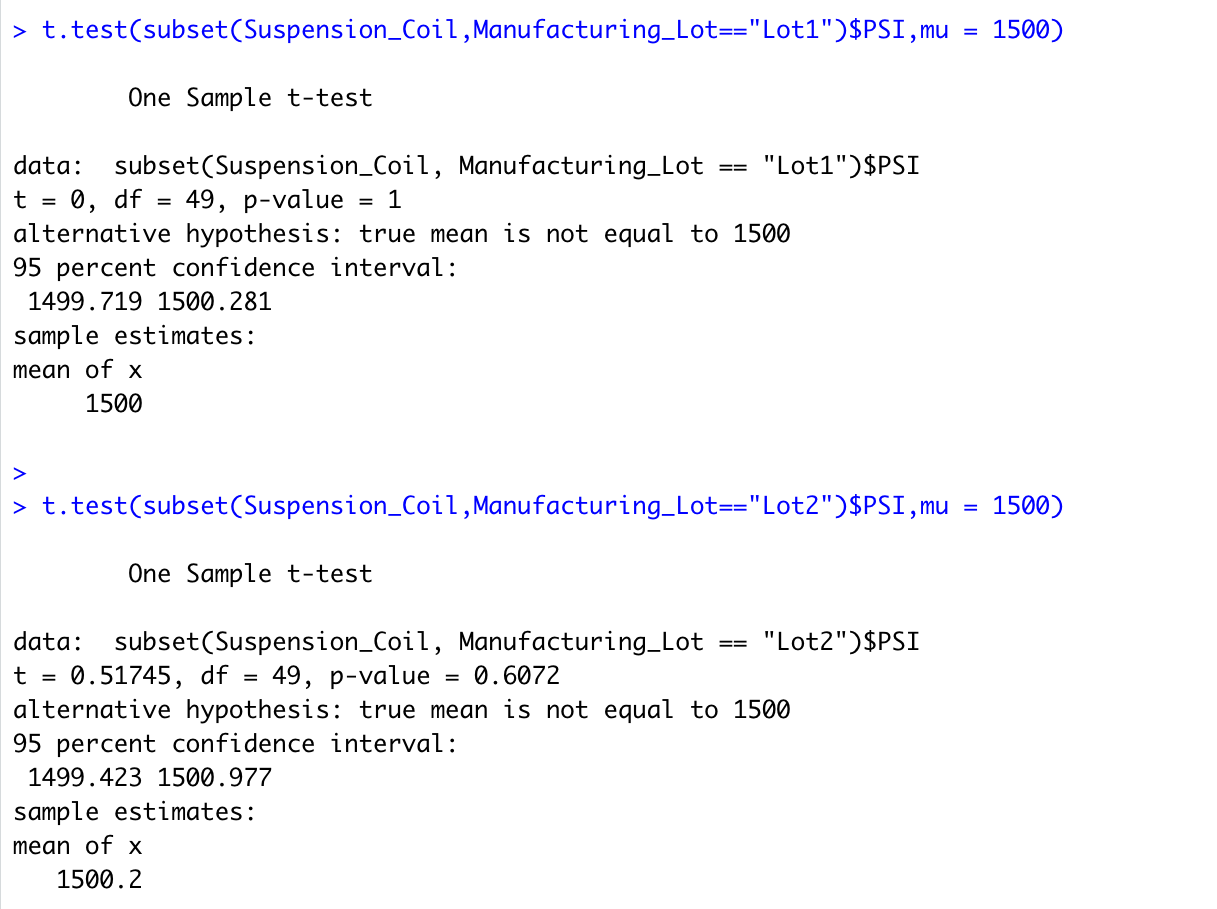 > t.test(subset(Suspension_Coil,Manufacturing_Lot=="Lot1")$PSI,mu = 1500)
One Sample t-test
data:  subset(Suspension_Coil, Manufacturing_Lot == "Lot1")$PSI
t = 0, df = 49, p-value = 1
alternative hypothesis: true mean is not equal to 1500
95 percent confidence interval:
1499.719 1500.281
sample estimates:
mean of x
1500
>
> t.test(subset(Suspension_Coil,Manufacturing_Lot=="Lot2")$PSI,mu = 1500)
One Sample t-test
data:  subset(Suspension_Coil, Manufacturing_Lot == "Lot2")$PSI
t = 0.51745, df = 49, p-value = 0.6072
alternative hypothesis: true mean is not equal to 1500
95 percent confidence interval:
1499.423 1500.977
sample estimates:
mean of x
1500.2